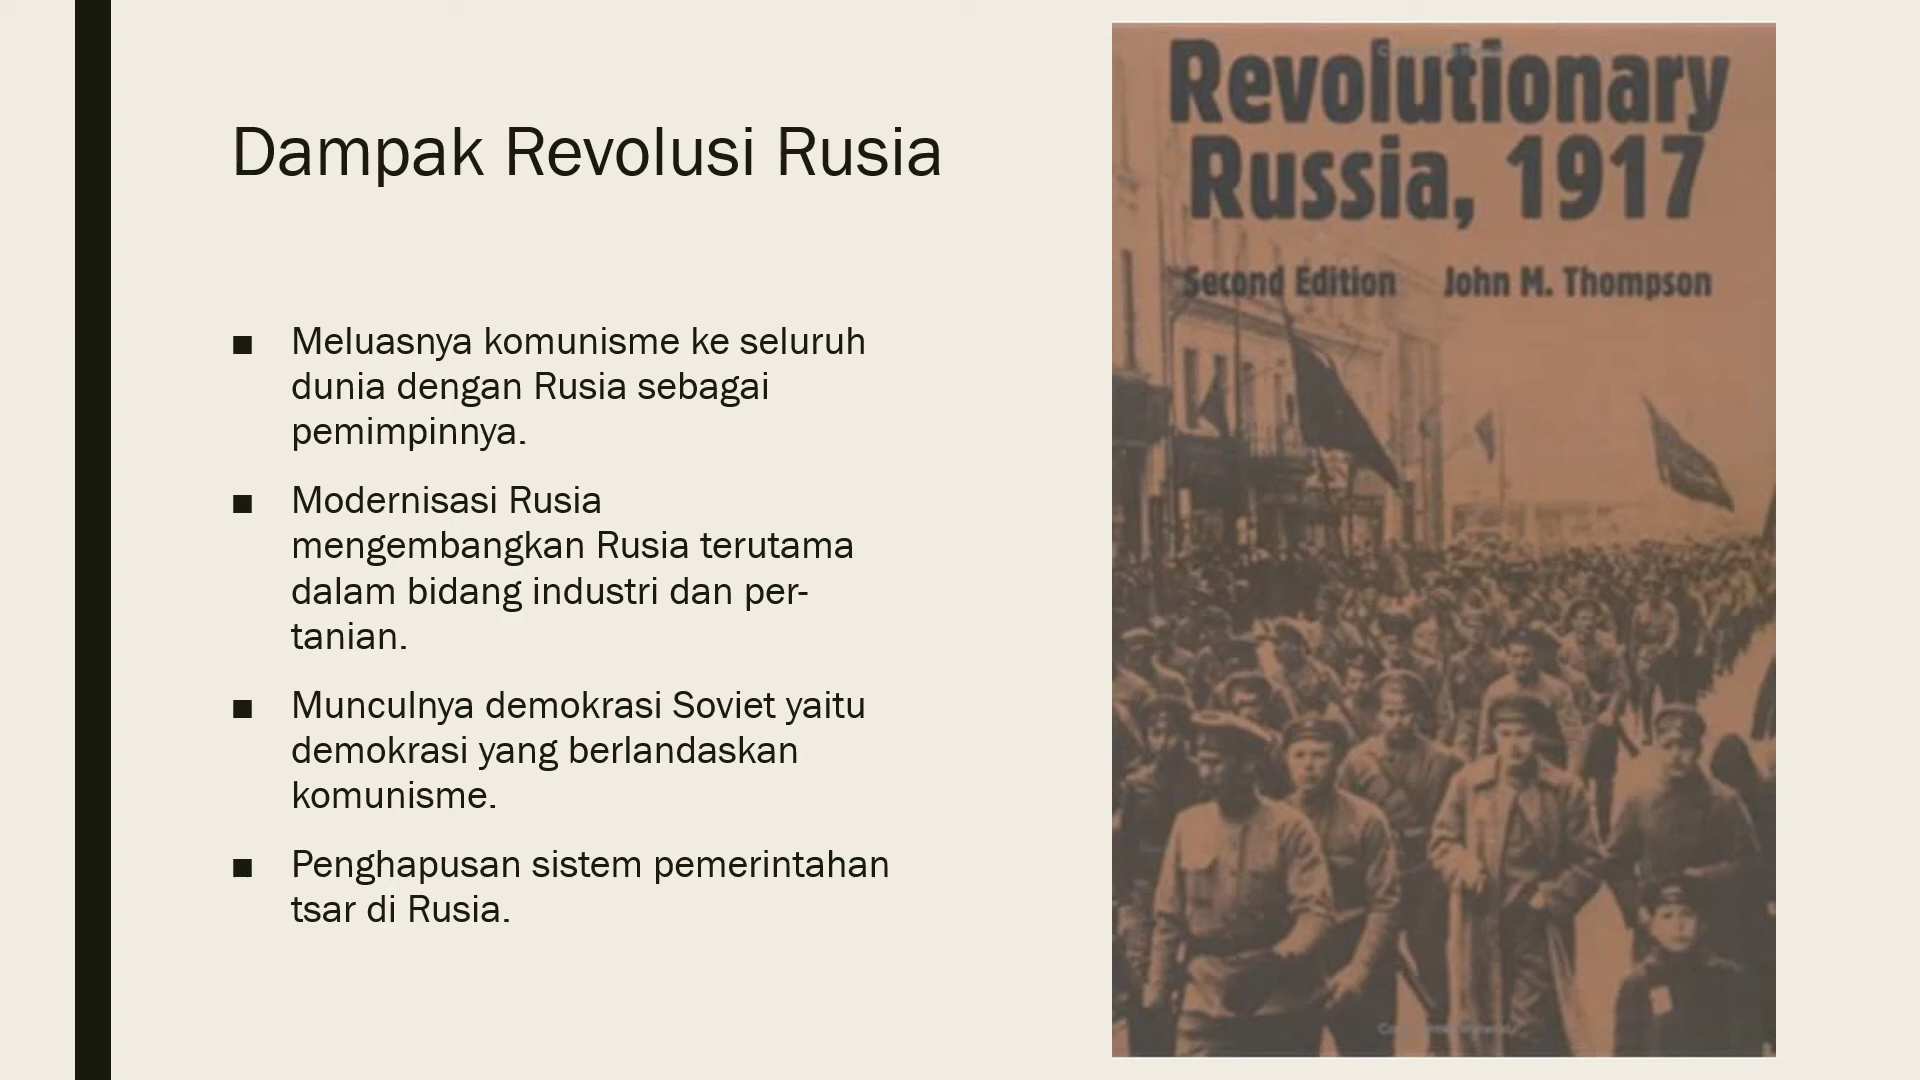 Dampak Revolusi Rusia
■ Meluasnya komunisme ke seluruh
dunia dengan Rusia sebagai
pemimpinnya.
■ Modernisasi Rusia
mengembangkan Rusia terutama
dalam bidang industri dan per-
tanian.
■ Munculnya demokrasi Soviet yaitu
demokrasi yang berlandaskan
komunisme.
■ Penghapusan sistem pemerintahan
tsar di Rusia.
Revolutionary
Russia, 1917
Second Edition John M. Thompson